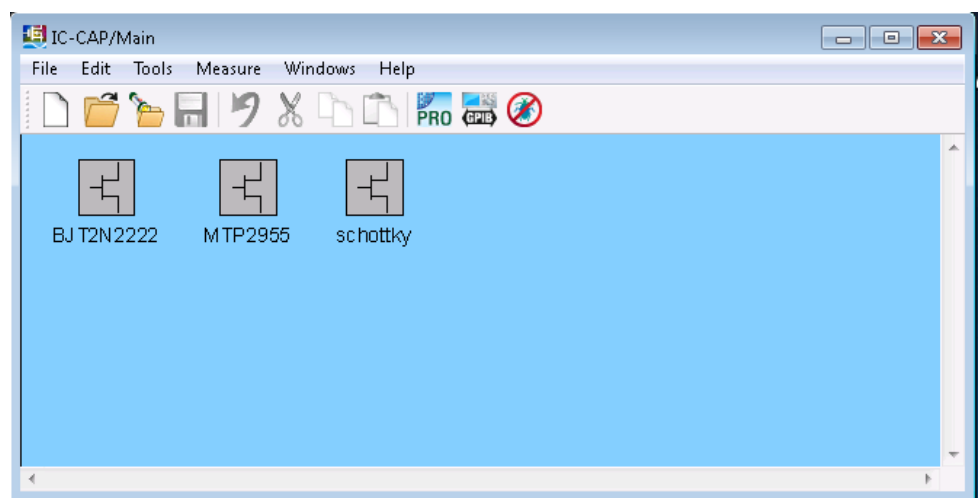 IC-CAP/Main
File Edit Tools Measure Windows Help
PRO GPIB
BJT2N2222 MTP2955 schottky